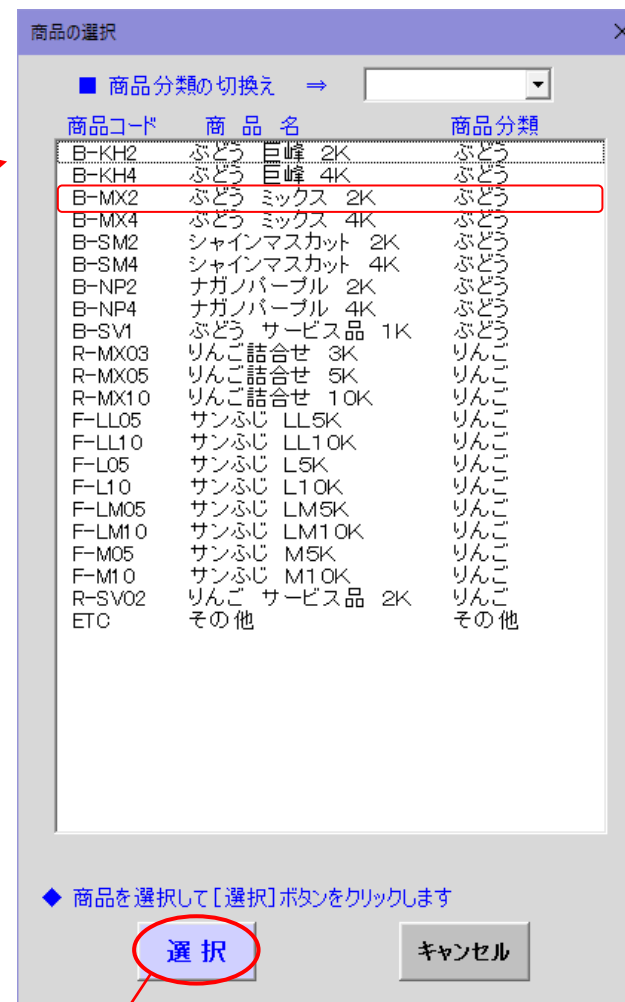 商品の選択 ×
■ 商品分類の切換え ⇒
商品コード 商 品 名 商品分類
B-KH2 ぶどう 巨峰 2K ぶどう
B-KH4 ぶどう 巨峰 4K ぶどう
B-MX2 ぶどう ミックス 2K ぶどう
B-MX4 ぶどう ミックス 4K ぶどう
B-SM2 シャインマスカット 2K ぶどう
B-SM4 シャインマスカット 4K ぶどう
B-NP2 ナガノパープル 2K ぶどう
B-NP4 ナガノパープル 4K ぶどう
B-SV1 ぶどう サービス品 1K ぶどう
R-MX03 りんご詰合せ 3K りんご
R-MX05 りんご詰合せ 5K りんご
R-MX10 りんご詰合せ 10K りんご
F-LL05 サンふじ LL5K りんご
F-LL10 サンふじ LL10K りんご
F-L05 サンふじ L5K りんご
F-L10 サンふじ L10K りんご
F-LM05 サンふじ LM5K りんご
F-LM10 サンふじ LM10K りんご
F-M05 サンふじ M5K りんご
F-M10 サンふじ M10K りんご
R-SV02 りんご サービス品 2K りんご
ETC その他 その他
◆ 商品を選択して[選択]ボタンをクリックします
選 択 キャンセル